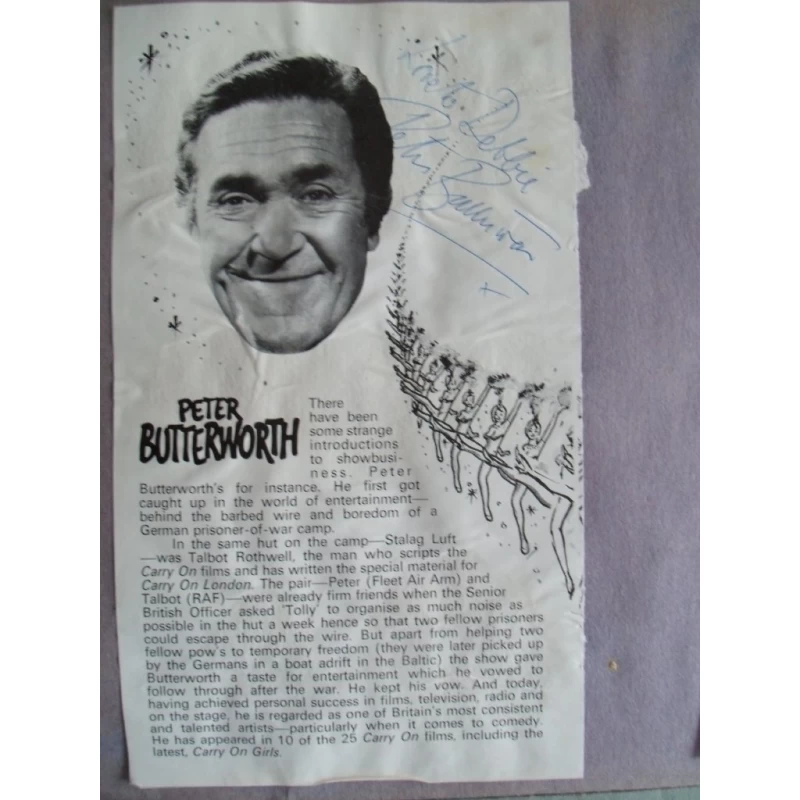 Love to Debbie
Peter Butterworth
x
PETER
BUTTERWORTH
There
have been
some strange
introductions
to showbusi-
ness. Peter
Butterworth's for instance. He first got
caught up in the world of entertainment—
behind the barbed wire and boredom of a
German prisoner-of-war camp.
In the same hut on the camp—Stalag Luft
—was Talbot Rothwell, the man who scripts the
Carry On films and has written the special material for
Carry On London. The pair—Peter (Fleet Air Arm) and
Talbot (RAF)—were already firm friends when the Senior
British Officer asked 'Tolly' to organise as much noise as
possible in the hut a week hence so that two fellow prisoners
could escape through the wire. But apart from helping two
fellow pow's to temporary freedom (they were later picked up
by the Germans in a boat adrift in the Baltic) the show gave
Butterworth a taste for entertainment which he vowed to
follow through after the war. He kept his vow. And today,
having achieved personal success in films, television, radio and
on the stage, he is regarded as one of Britain's most consistent
and talented artists—particularly when it comes to comedy.
He has appeared in 10 of the 25 Carry On films, including the
latest, Carry On Girls.